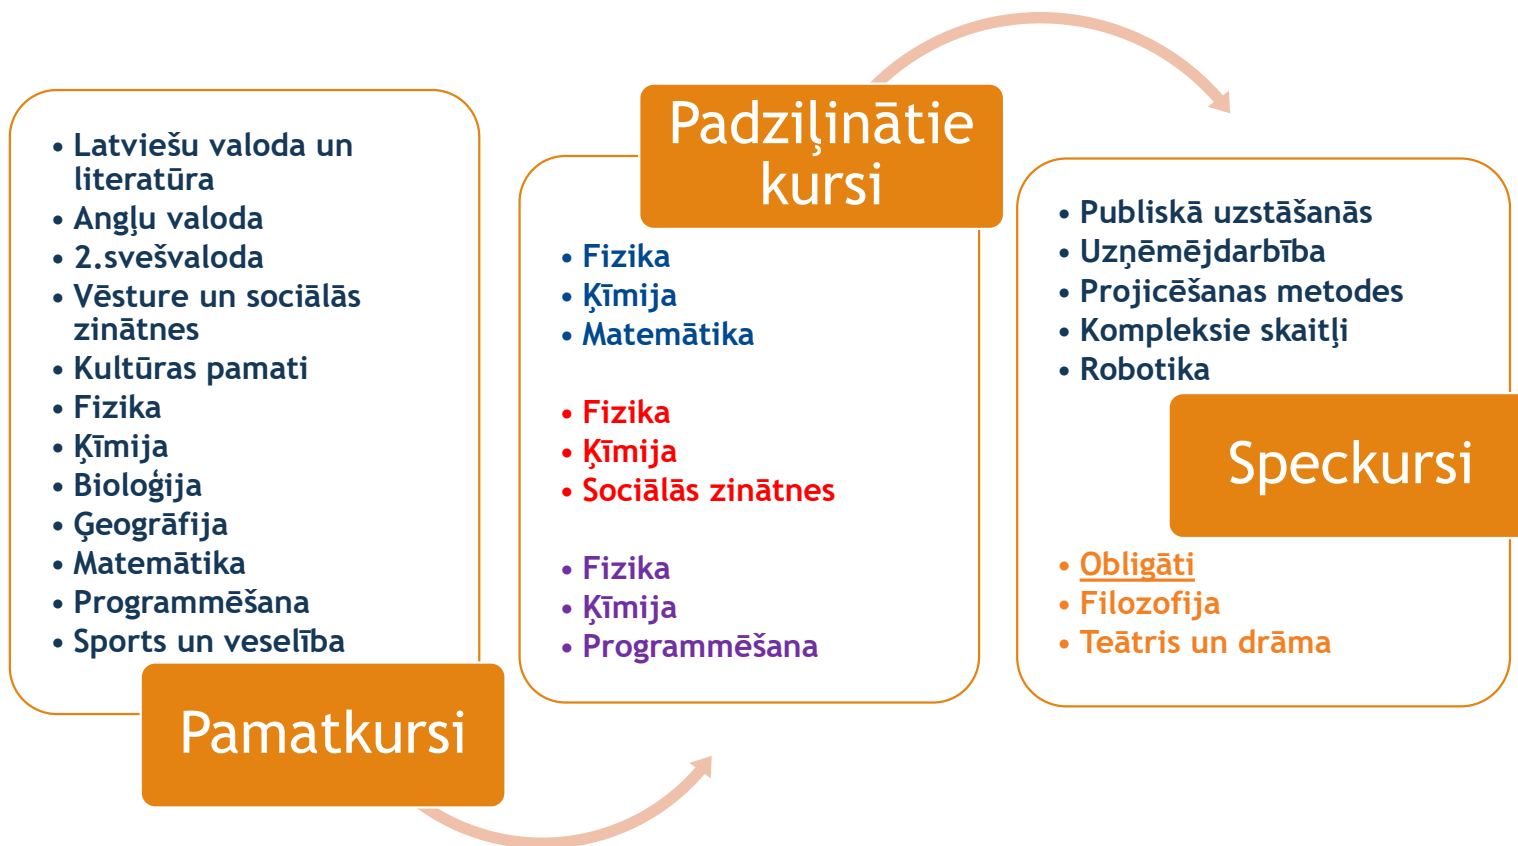 • Latviešu valoda un
literatūra
• Angļu valoda
• 2.svešvaloda
• Vēsture un sociālās
zinātnes
• Kultūras pamati
• Fizika
• Ķīmija
• Bioloģija
• Ģeogrāfija
• Matemātika
• Programmēšana
• Sports un veselība
Pamatkursi
Padziļinātie
kursi
• Fizika
• Ķīmija
• Matemātika
• Fizika
• Ķīmija
• Sociālās zinātnes
• Fizika
• Ķīmija
• Programmēšana
• Publiskā uzstāšanās
• Uzņēmējdarbība
• Projicēšanas metodes
• Kompleksie skaitļi
• Robotika
Speckursi
• Obligāti
• Filozofija
• Teātris un drāma